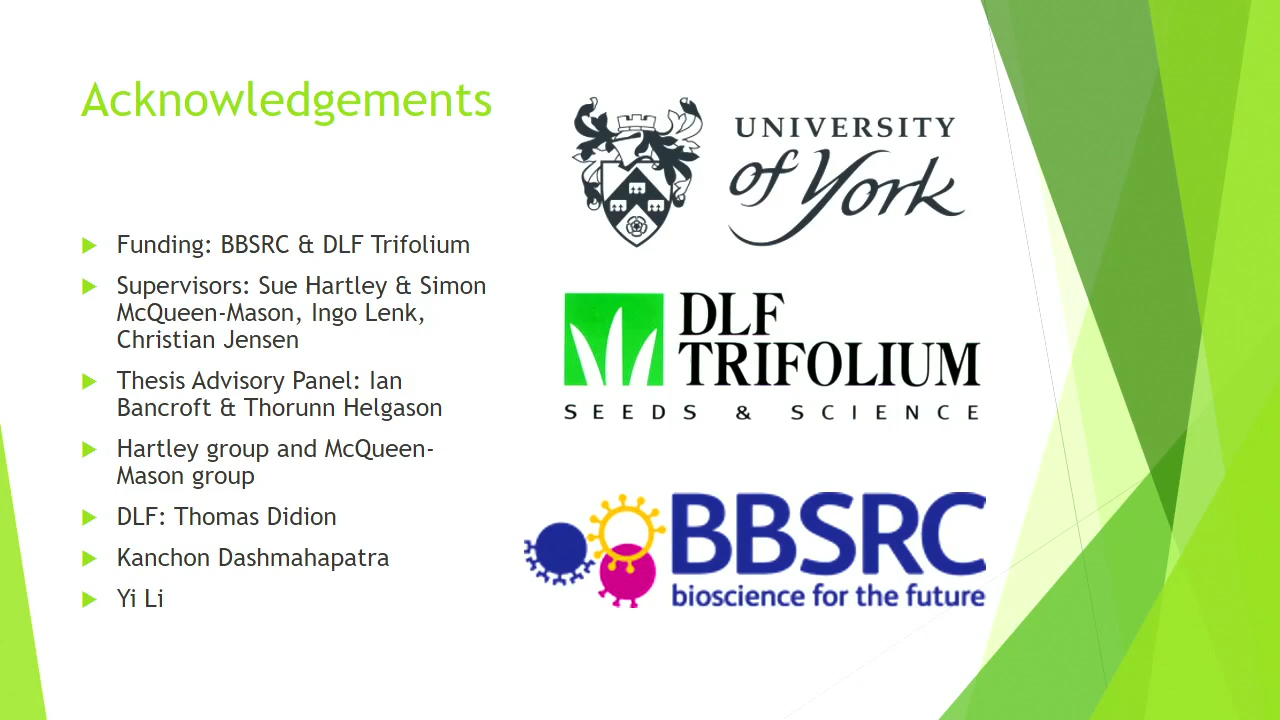 Acknowledgements
Funding: BBSRC & DLF Trifolium
Supervisors: Sue Hartley & Simon
McQueen-Mason, Ingo Lenk,
Christian Jensen
Thesis Advisory Panel: Ian
Bancroft & Thorunn Helgason
Hartley group and McQueen-
Mason group
DLF: Thomas Didion
Kanchon Dashmahapatra
Yi Li
UNIVERSITY
of York
DLF
TRIFOLIUM
SEEDS & SCIENCE
BBSRC
bioscience for the future